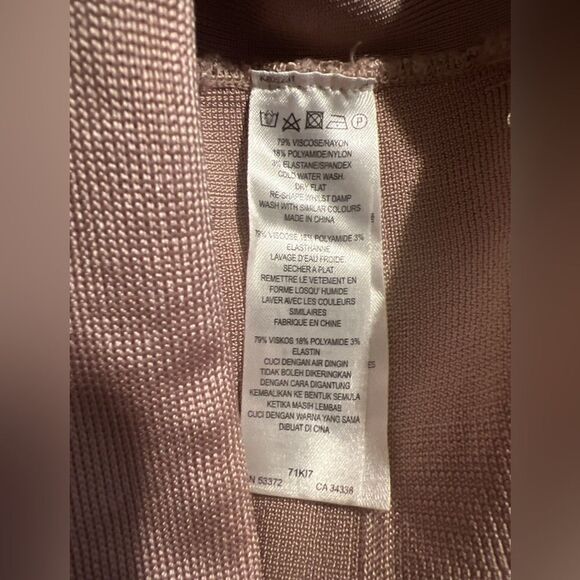 79% VISCOSE/RAYON
18% POLYAMIDE/NYLON
3% ELASTANE/SPANDEX
COLD WATER WASH.
DRY FLAT
RE-SHAPE WHILST DAMP
WASH WITH SIMILAR COLOURS
MADE IN CHINA
79% VISCOSE 18% POLYAMIDE 3%
ELASTHANNE
LAVAGE D'EAU FROIDE.
SECHER A PLAT
REMETTRE LE VETEMENT EN
FORME LOSQU' HUMIDE
LAVER AVEC LES COULEURS
SIMILAIRES
FABRIQUE EN CHINE
79% VISKOS 18% POLYAMIDE 3%
ELASTIN
CUCI DENGAN AIR DINGIN
TIDAK BOLEH DIKERINGKAN
DENGAN CARA DIGANTUNG
KEMBALIKAN KE BENTUK SEMULA
KETIKA MASIH LEMBAB
CUCI DENGAN WARNA YANG SAMA
DIBUAT DI CINA
71KI7
N 53372 CA 34338
ES